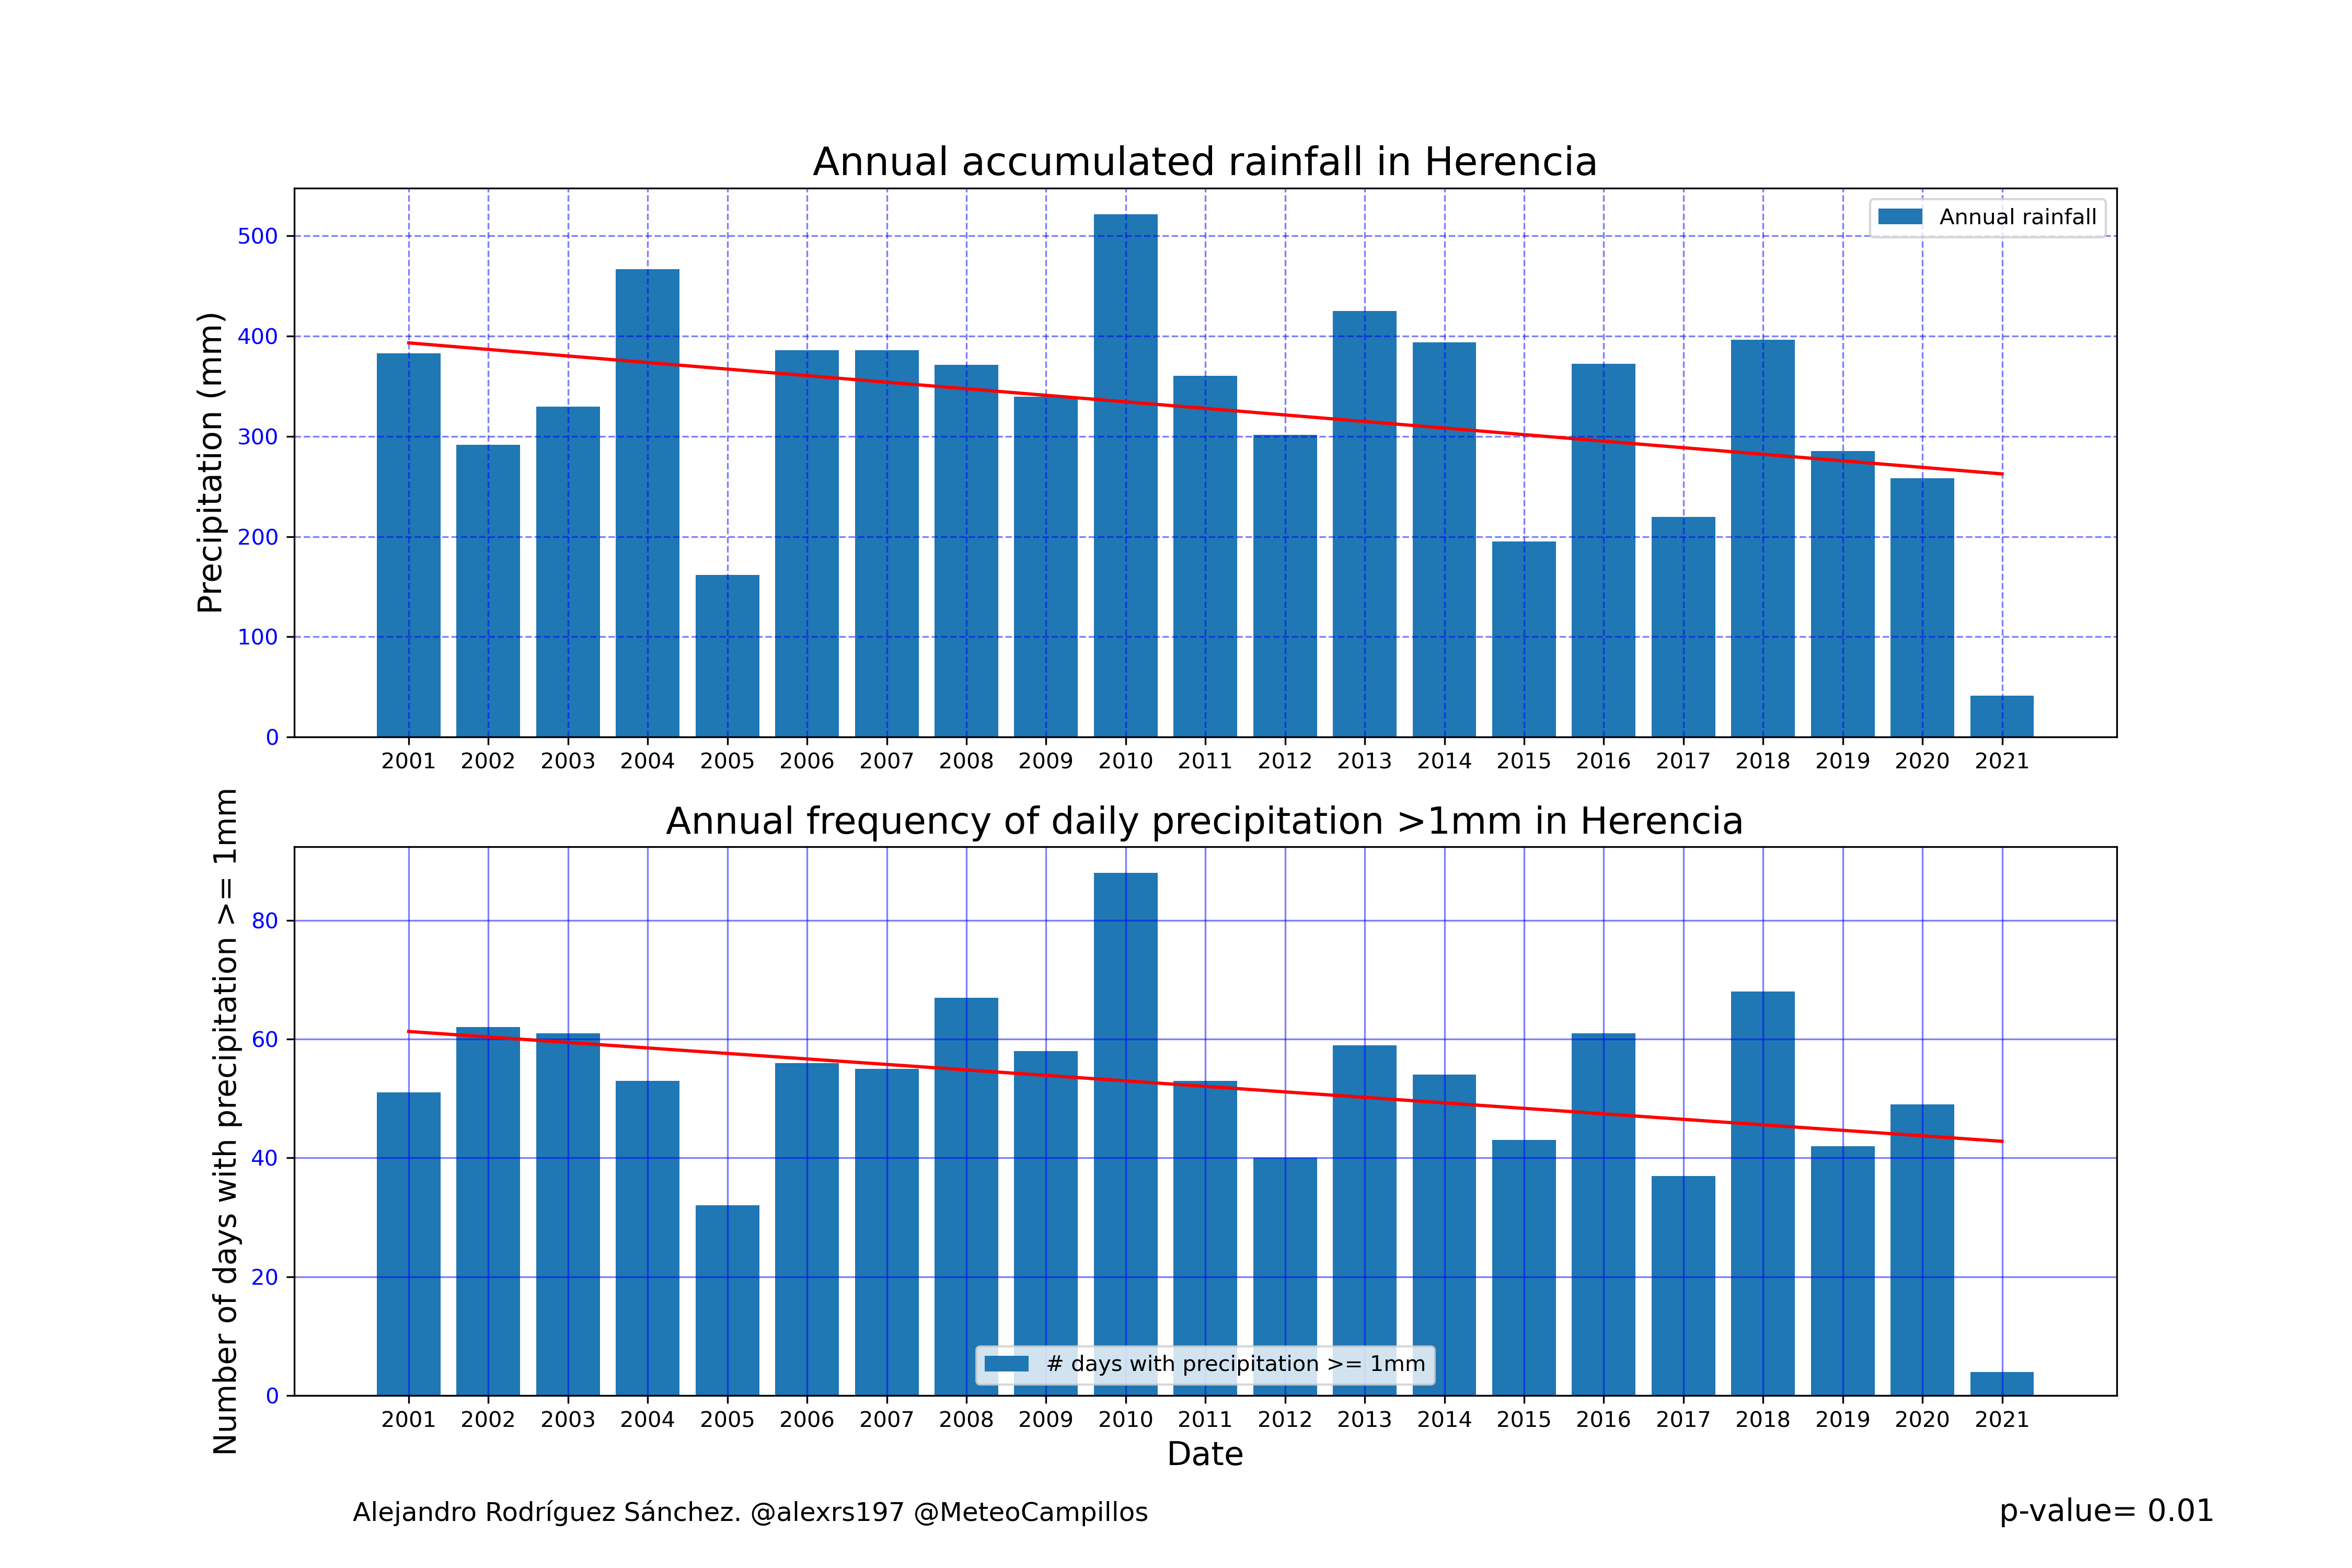 Annual accumulated rainfall in Herencia
Annual rainfall
Precipitation (mm)
500
400
300
200
100
0
2001 2002 2003 2004 2005 2006 2007 2008 2009 2010 2011 2012 2013 2014 2015 2016 2017 2018 2019 2020 2021
Annual frequency of daily precipitation >1mm in Herencia
Number of days with precipitation >= 1mm
80
60
40
20
0
# days with precipitation >= 1mm
2001 2002 2003 2004 2005 2006 2007 2008 2009 2010 2011 2012 2013 2014 2015 2016 2017 2018 2019 2020 2021
Date
Alejandro Rodríguez Sánchez. @alexrs197 @MeteoCampillos
p-value= 0.01